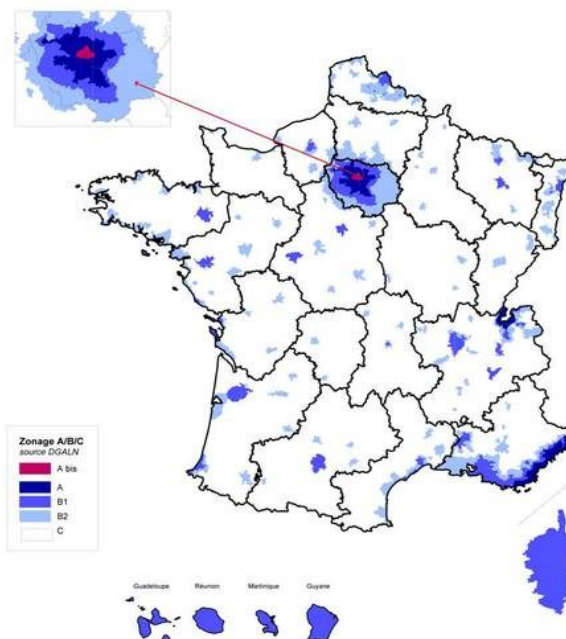 Zonage A/B/C
source DGALN
A bis
A
B1
B2
C
Guadeloupe
Réunion
Martinique
Guyane